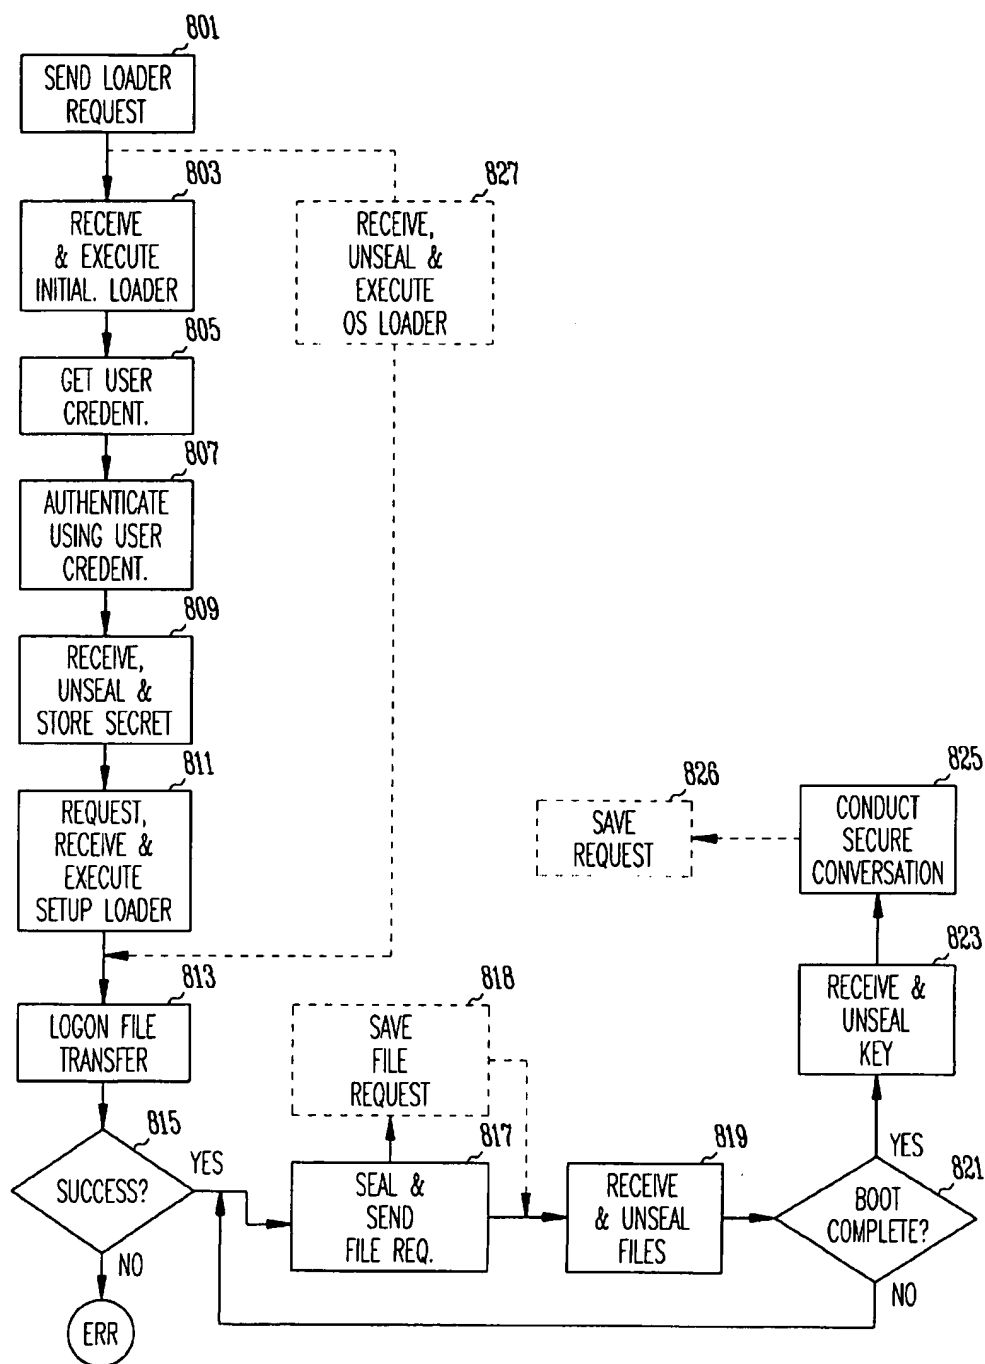 801
SEND LOADER
REQUEST
803
RECEIVE
& EXECUTE
INITIAL. LOADER
827
RECEIVE,
UNSEAL &
EXECUTE
OS LOADER
805
GET USER
CREDENT.
807
AUTHENTICATE
USING USER
CREDENT.
809
RECEIVE,
UNSEAL &
STORE SECRET
811
REQUEST,
RECEIVE &
EXECUTE
SETUP LOADER
826
SAVE
REQUEST
825
CONDUCT
SECURE
CONVERSATION
823
RECEIVE &
UNSEAL
KEY
813
LOGON FILE
TRANSFER
818
SAVE
FILE
REQUEST
815
SUCCESS?
YES
NO
ERR
817
SEAL &
SEND
FILE REQ.
819
RECEIVE
& UNSEAL
FILES
821
BOOT
COMPLETE?
YES
NO